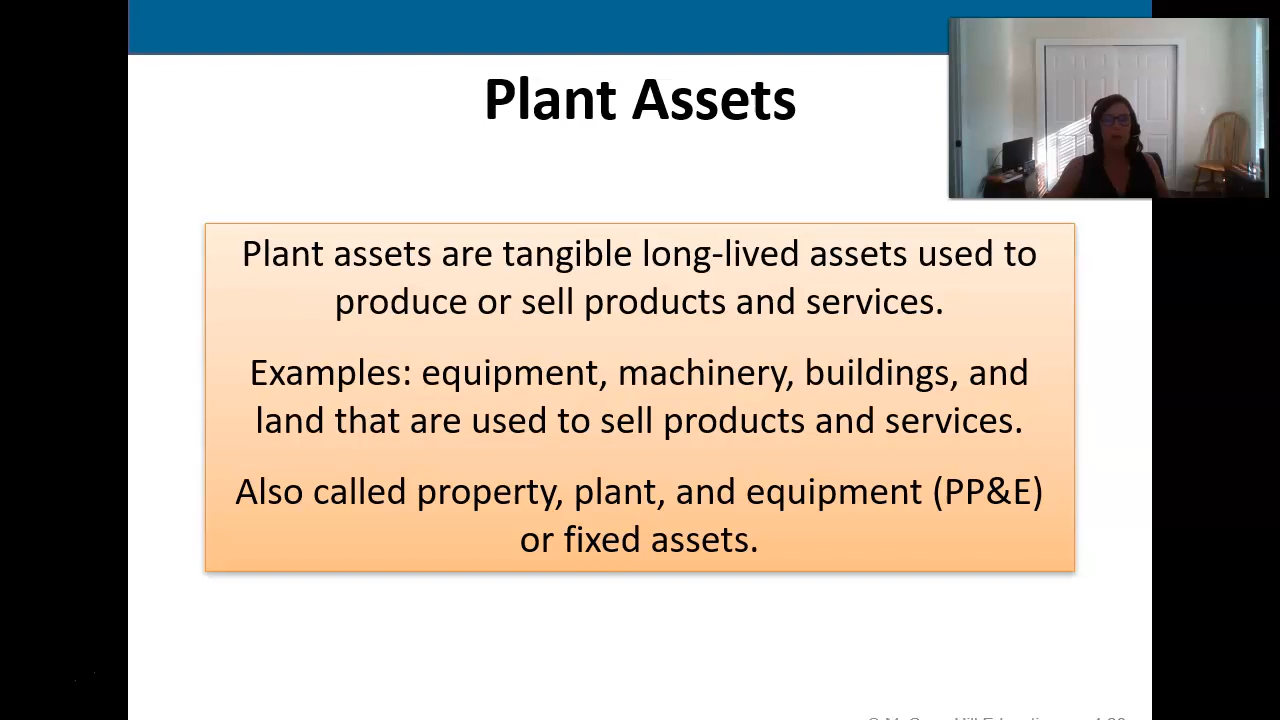 Plant Assets
Plant assets are tangible long-lived assets used to
produce or sell products and services.
Examples: equipment, machinery, buildings, and
land that are used to sell products and services.
Also called property, plant, and equipment (PP&E)
or fixed assets.